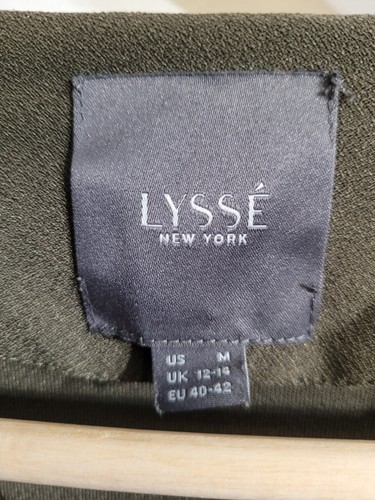 LYSSÉ
NEW YORK
US M
UK 12-14
EU 40-42